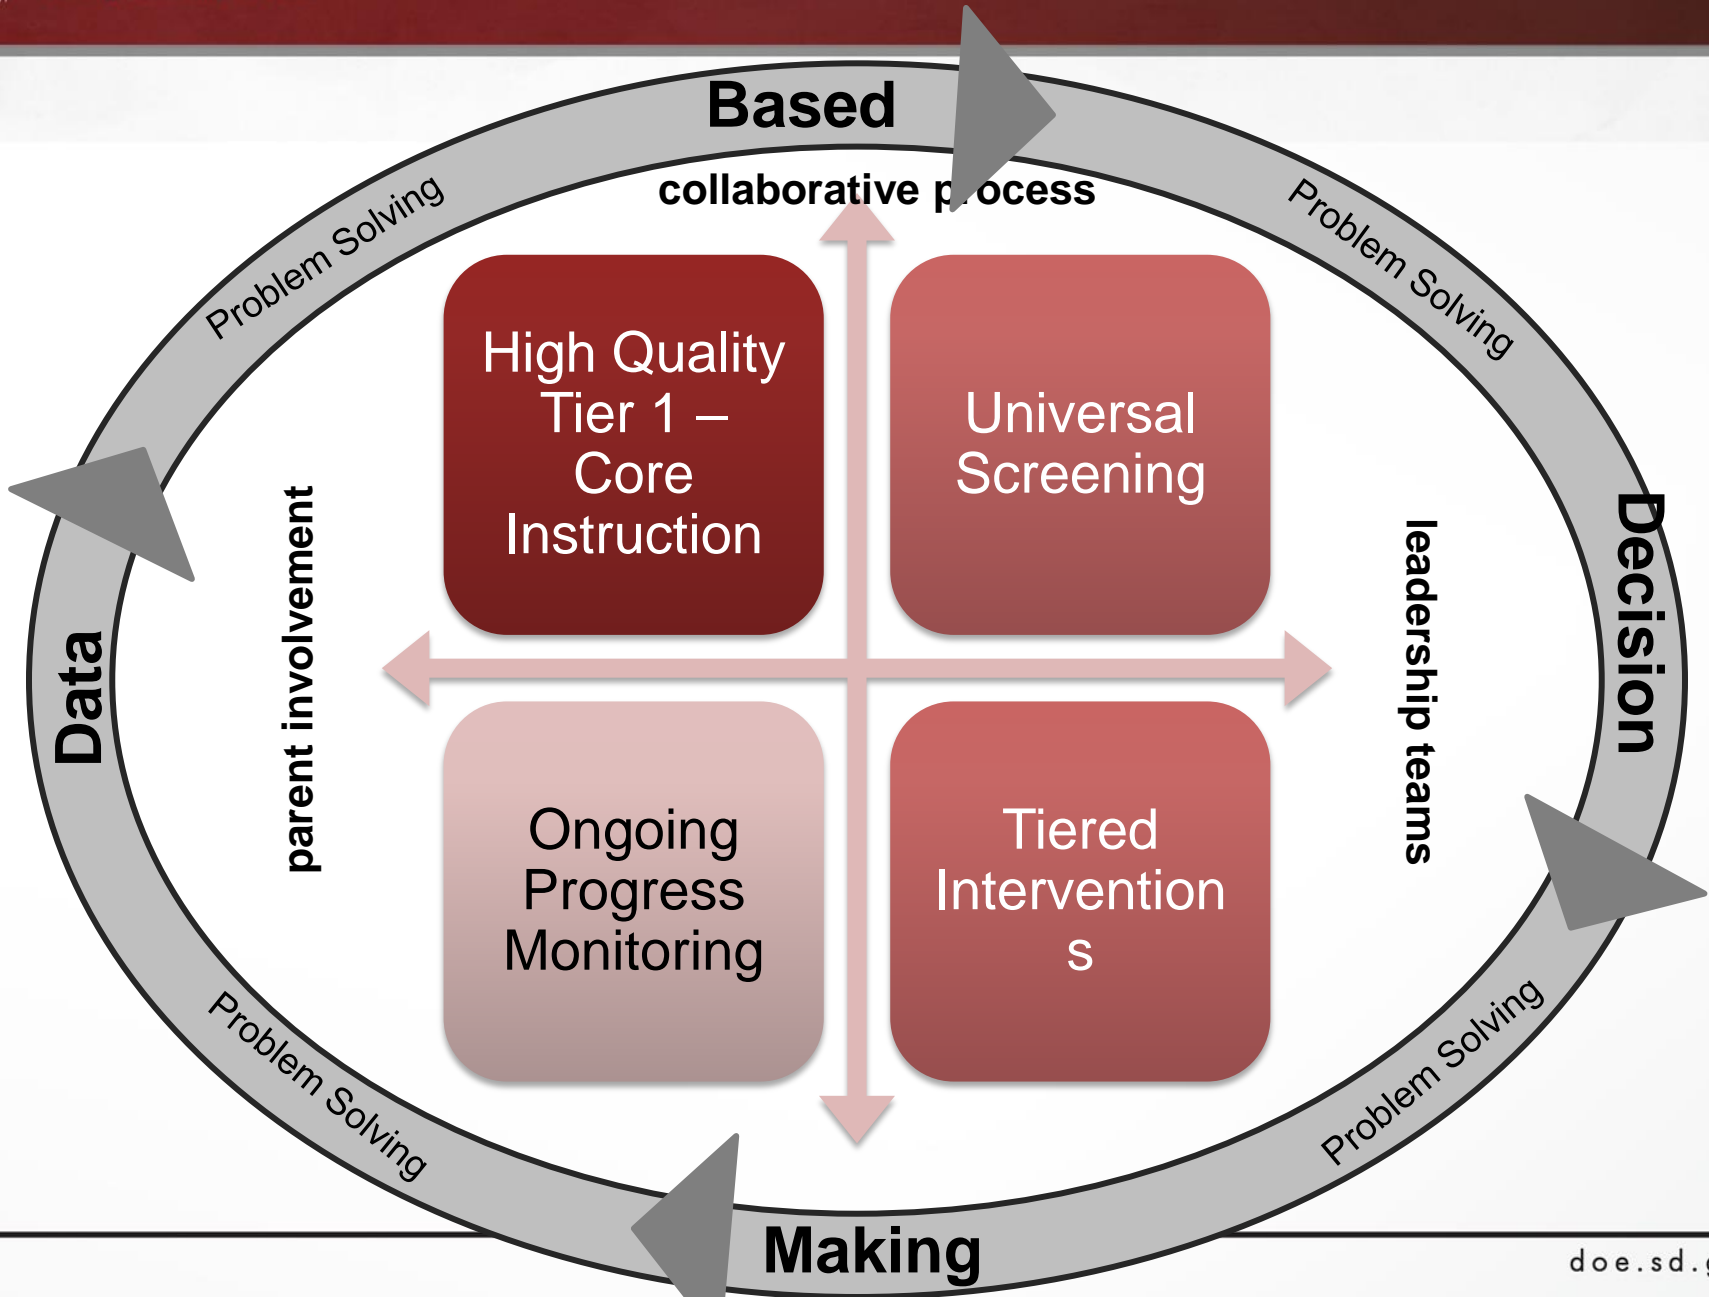 Based
collaborative process
Problem Solving
Problem Solving
High Quality
Tier 1 –
Core
Instruction
Universal
Screening
Data
parent involvement
leadership teams
Decision
Ongoing
Progress
Monitoring
Tiered
Intervention
s
Problem Solving
Problem Solving
Making
doe.sd.g